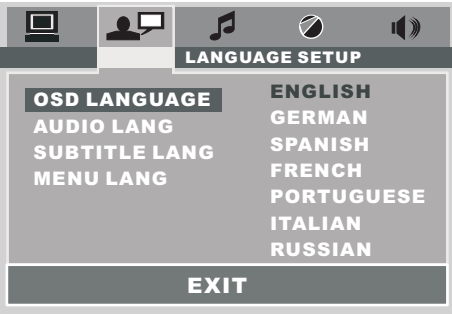 LANGUAGE SETUP
OSD LANGUAGE
AUDIO LANG
SUBTITLE LANG
MENU LANG
ENGLISH
GERMAN
SPANISH
FRENCH
PORTUGUESE
ITALIAN
RUSSIAN
EXIT